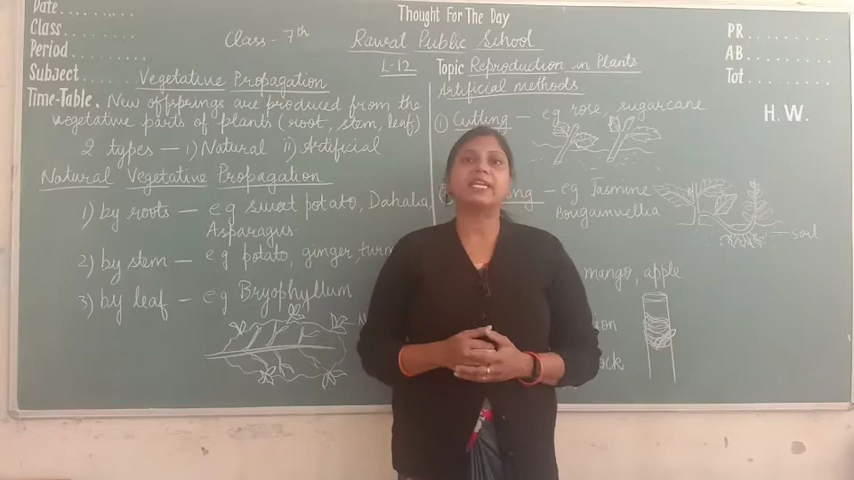 Thought For The Day
Date
Class
Period
Subject
Time-Table
Class - 7th
Rawal Public School
L-12
PR
AB
Tot
H.W.
Vegetative Propagation
New offsprings are produced from the
vegetative parts of plants (root, stem, leaf)
2 types — i) Natural ii) Artificial
Natural Vegetative Propagation
1) by roots — eg sweat potato, Dahalia
Asparagus
2) by stem — eg potato, ginger,
3) by leaf — eg Bryophyllum
Topic Reproduction in Plants
Artificial methods
① Cutting — eg rose, sugarcane
— eg Jasmine
Bougainvellia
soil
mango, apple